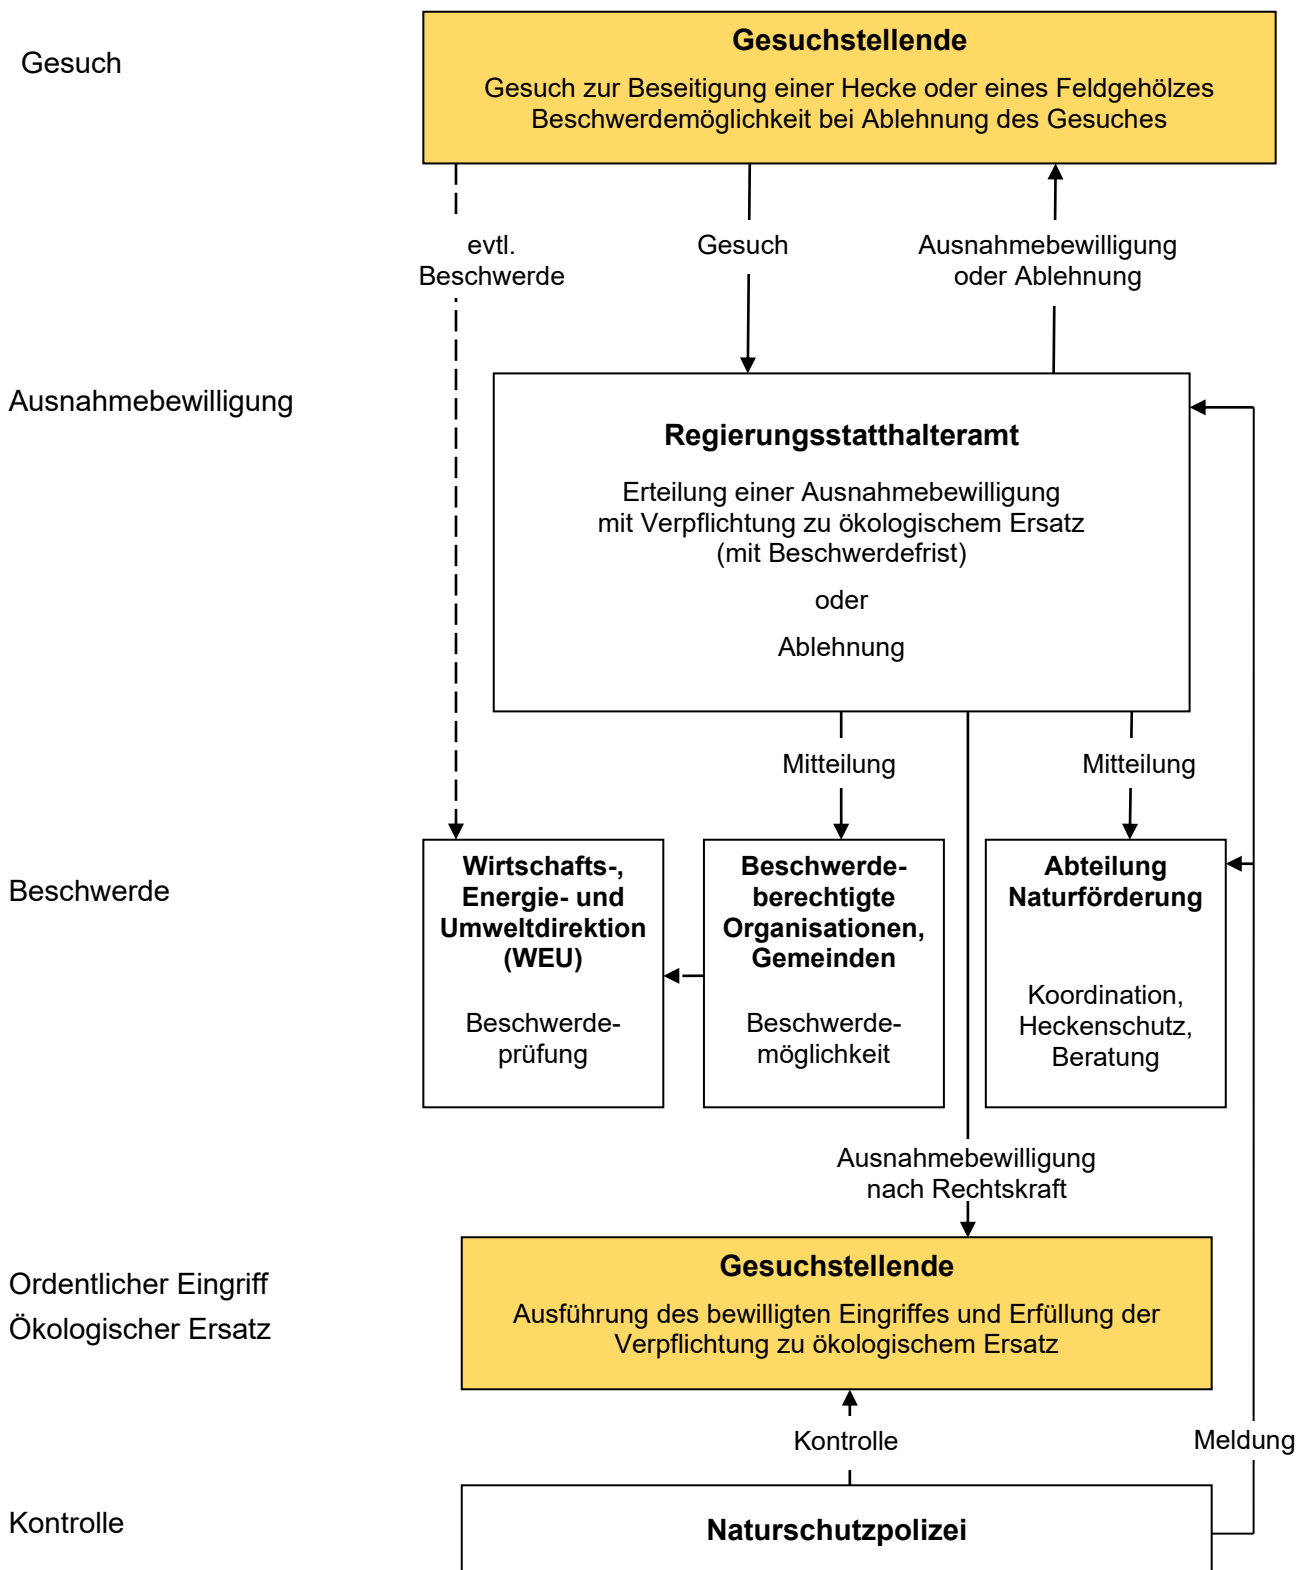 Gesuch
Gesuchstellende
Gesuch zur Beseitigung einer Hecke oder eines Feldgehölzes
Beschwerdemöglichkeit bei Ablehnung des Gesuches
evtl.
Beschwerde
Gesuch
Ausnahmebewilligung
oder Ablehnung
Ausnahmebewilligung
Regierungsstatthalteramt
Erteilung einer Ausnahmebewilligung
mit Verpflichtung zu ökologischem Ersatz
(mit Beschwerdefrist)
oder
Ablehnung
Mitteilung
Mitteilung
Beschwerde
Wirtschafts-,
Energie- und
Umweltdirektion
(WEU)
Beschwerde-
prüfung
Beschwerde-
berechtigte
Organisationen,
Gemeinden
Beschwerde-
möglichkeit
Abteilung
Naturförderung
Koordination,
Heckenschutz,
Beratung
Ausnahmebewilligung
nach Rechtskraft
Ordentlicher Eingriff
Ökologischer Ersatz
Gesuchstellende
Ausführung des bewilligten Eingriffes und Erfüllung der
Verpflichtung zu ökologischem Ersatz
Kontrolle
Meldung
Kontrolle
Naturschutzpolizei